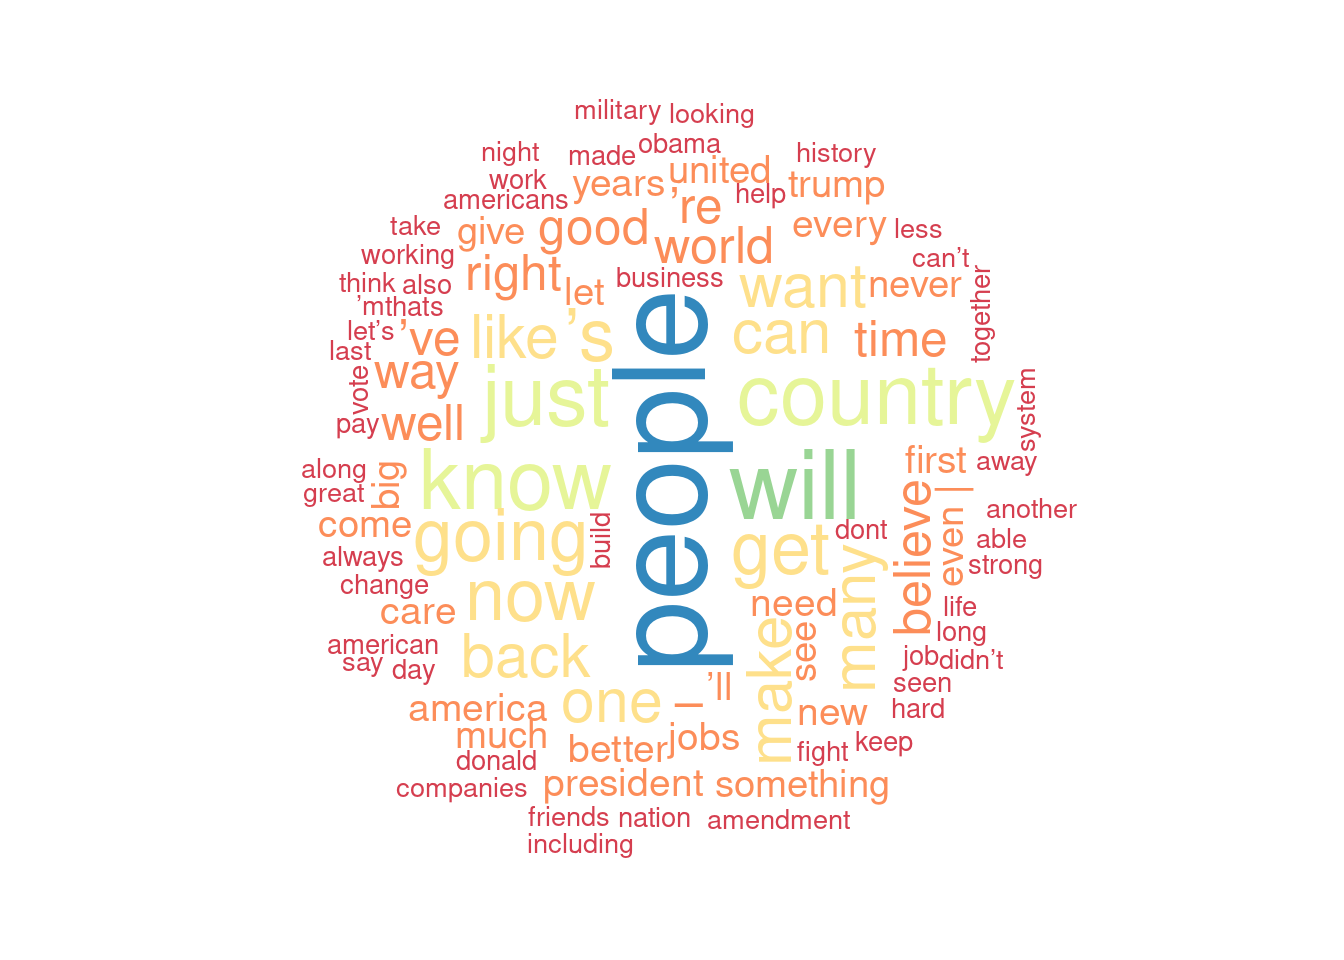 military looking
obama
night made history
work years united trump
americans 're help
take give good world every less
working right let business want never can't
think also
'm thats together
let's 've like 's can time
last way
vote just people country system
pay well
along know will first away
great big
come going build get dont believe even | another
always many able
change now strong
care need life
american back see long
say day job didn't
america one – 'll make seen
much jobs new hard
donald better fight keep
companies president something
friends nation amendment
including